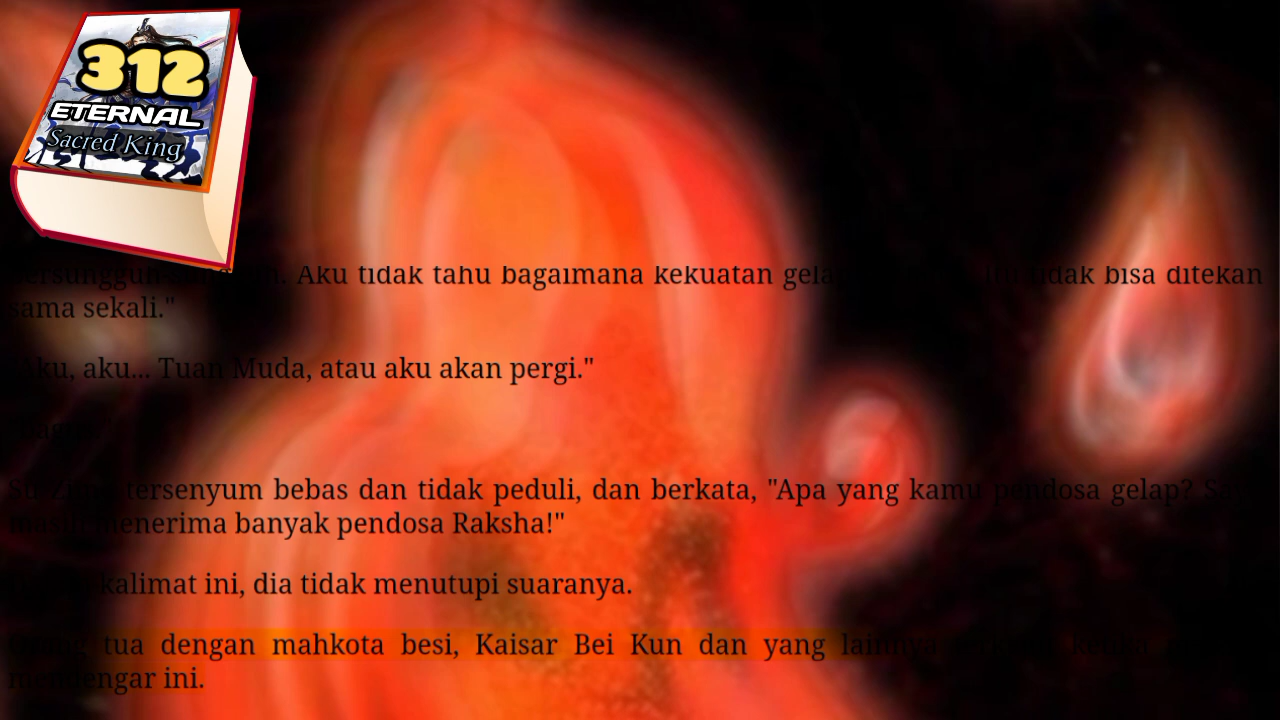 312
ETERNAL
Sacred King
Aku tidak tahu bagaimana kekuatan tidak bisa ditekan
sama sekali."
"Aku, aku... Tuan Muda, atau aku akan pergi."
tersenyum bebas dan tidak peduli, dan berkata, "Apa yang kamu pendosa gelap?
menerima banyak pendosa Raksha!"
kalimat ini, dia tidak menutupi suaranya.
tua dengan mahkota besi, Kaisar Bei Kun dan yang lainnya
mendengar ini.